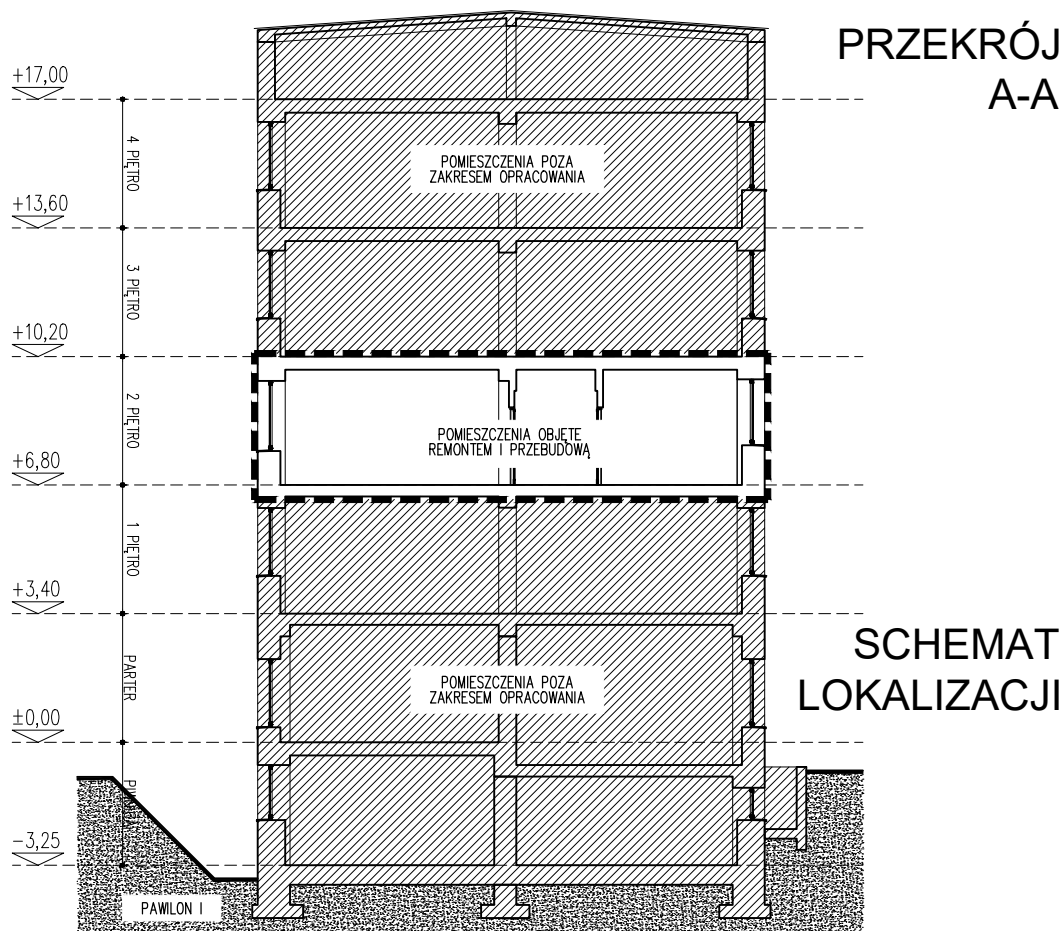 PRZEKRÓJ
A-A
+17,00
4 PIĘTRO
POMIESZCZENIA POZA
ZAKRESEM OPRACOWANIA
+13,60
3 PIĘTRO
+10,20
2 PIĘTRO
POMIESZCZENIA OBJĘTE
REMONTEM I PRZEBUDOWĄ
+6,80
1 PIĘTRO
+3,40
PARTER
POMIESZCZENIA POZA
ZAKRESEM OPRACOWANIA
SCHEMAT
LOKALIZACJI
±0,00
-3,25
PAWILON I